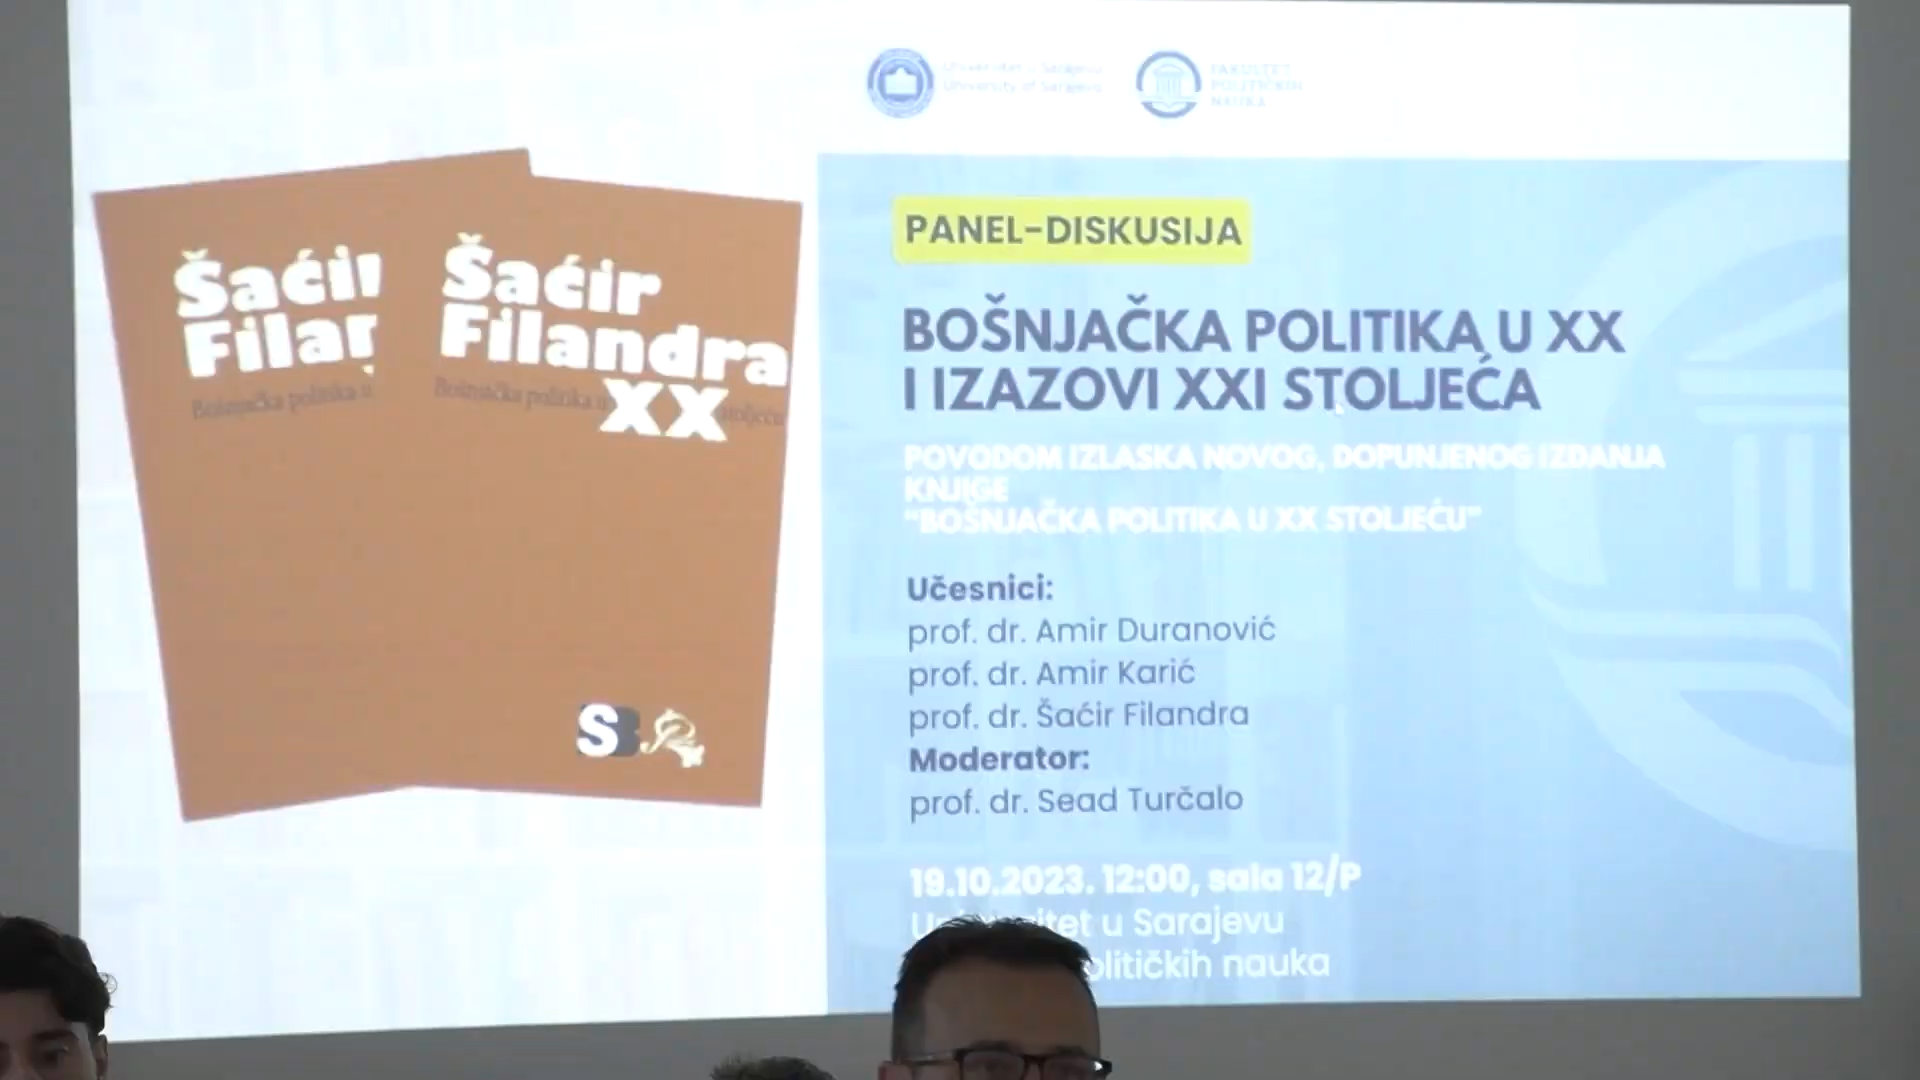 Univerzitet u Sarajevu
University of Sarajevo
FAKULTET
POLITIČKIH
NAUKA
Šaćir
Filan
Bošnjačka politika u
Šaćir
Filandra
Bošnjačka politika u XX stoljeću
SB
PANEL-DISKUSIJA
BOŠNJAČKA POLITIKA U XX
I IZAZOVI XXI STOLJEĆA
POVODOM IZLASKA NOVOG, DOPUNJENOG IZDANJA
KNJIGE
"BOŠNJAČKA POLITIKA U XX STOLJEĆU"
Učesnici:
prof. dr. Amir Duranović
prof. dr. Amir Karić
prof. dr. Šaćir Filandra
Moderator:
prof. dr. Sead Turčalo
19.10.2023. 12:00, sala 12/P
u Sarajevu
nauka